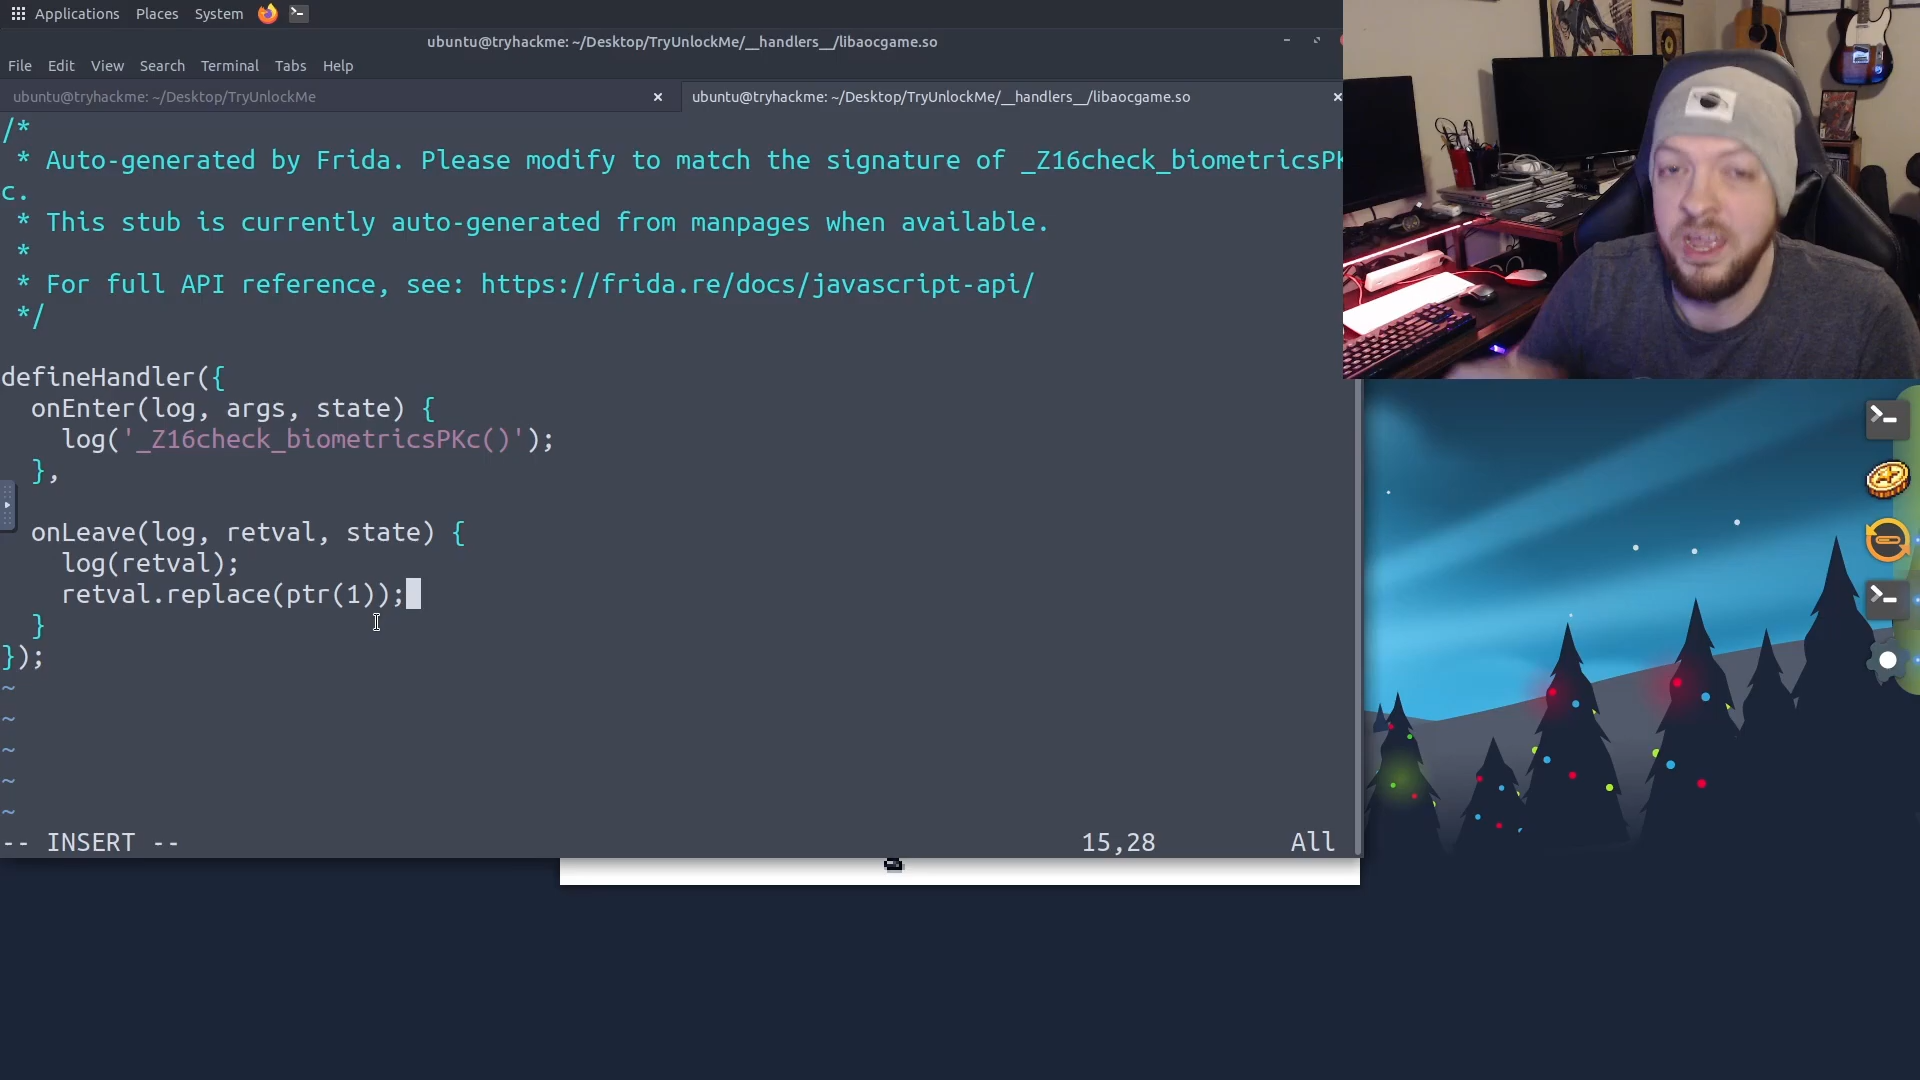 Applications Places System
ubuntu@tryhackme: ~/Desktop/TryUnlockMe/__handlers__/libaocgame.so
File Edit View Search Terminal Tabs Help
ubuntu@tryhackme: ~/Desktop/TryUnlockMe
ubuntu@tryhackme: ~/Desktop/TryUnlockMe/__handlers__/libaocgame.so
/*
* Auto-generated by Frida. Please modify to match the signature of _Z16check_biometricsPK
c.
* This stub is currently auto-generated from manpages when available.
*
* For full API reference, see: https://frida.re/docs/javascript-api/
*/
defineHandler({
onEnter(log, args, state) {
log('_Z16check_biometricsPKc()');
},
onLeave(log, retval, state) {
log(retval);
retval.replace(ptr(1));
}
});
~
~
~
~
~
-- INSERT -- 15,28 All